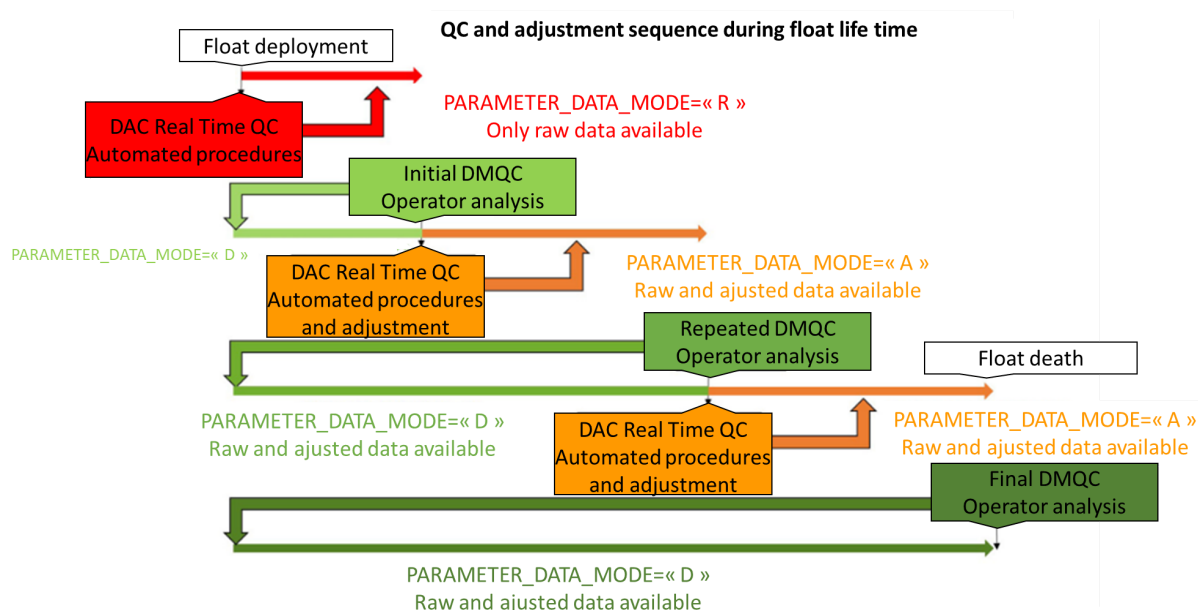 QC and adjustment sequence during float life time
Float deployment
PARAMETER_DATA_MODE=« R »
Only raw data available
DAC Real Time QC
Automated procedures
Initial DMQC
Operator analysis
PARAMETER_DATA_MODE=« D »
PARAMETER_DATA_MODE=« A »
Raw and ajusted data available
DAC Real Time QC
Automated procedures
and adjustment
Repeated DMQC
Operator analysis
Float death
PARAMETER_DATA_MODE=« D »
Raw and ajusted data available
PARAMETER_DATA_MODE=« A »
Raw and ajusted data available
DAC Real Time QC
Automated procedures
and adjustment
Final DMQC
Operator analysis
PARAMETER_DATA_MODE=« D »
Raw and ajusted data available